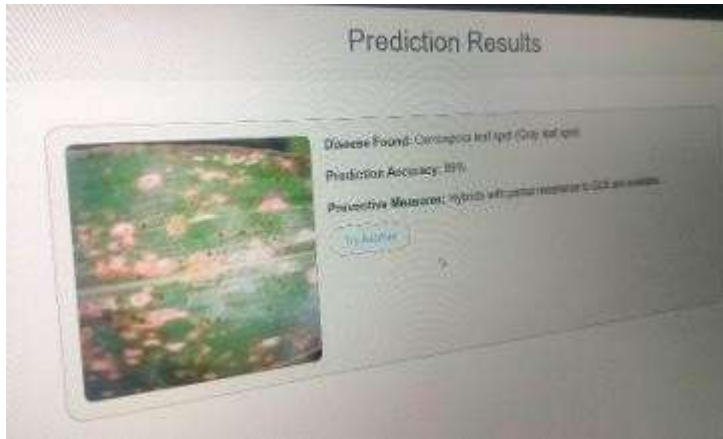 Prediction Results
Disease Found: Cercospora leaf spot (Gray leaf spot)
Prediction Accuracy: 89%
Preventive Measures: Hybrids with partial resistance to GLS are available.
Try Another